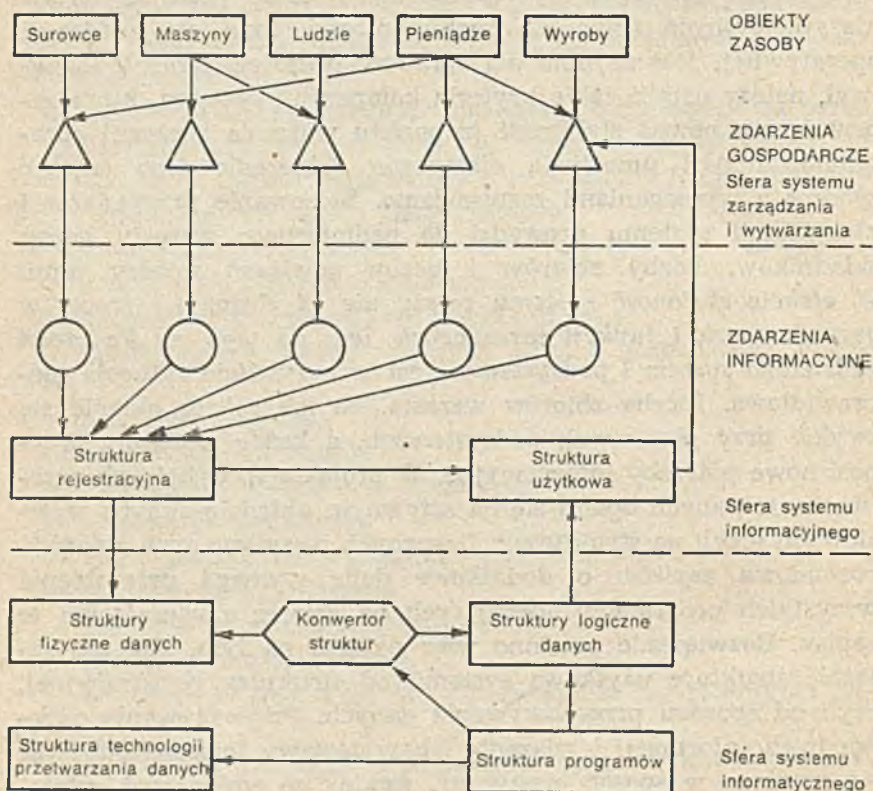 Surowce
Maszyny
Ludzie
Pieniądze
Wyroby
OBIEKTY
ZASOBY
ZDARZENIA
GOSPODARCZE
Sfera systemu
zarządzania
i wytwarzania
ZDARZENIA
INFORMACYJNE
Struktura
rejestracyjna
Struktura
użytkowa
Sfera systemu
informacyjnego
Struktury
fizyczne danych
Konwertor
struktur
Struktury logiczne
danych
Struktura technologii
przetwarzania danych
Struktura programów
Sfera systemu
informatycznego